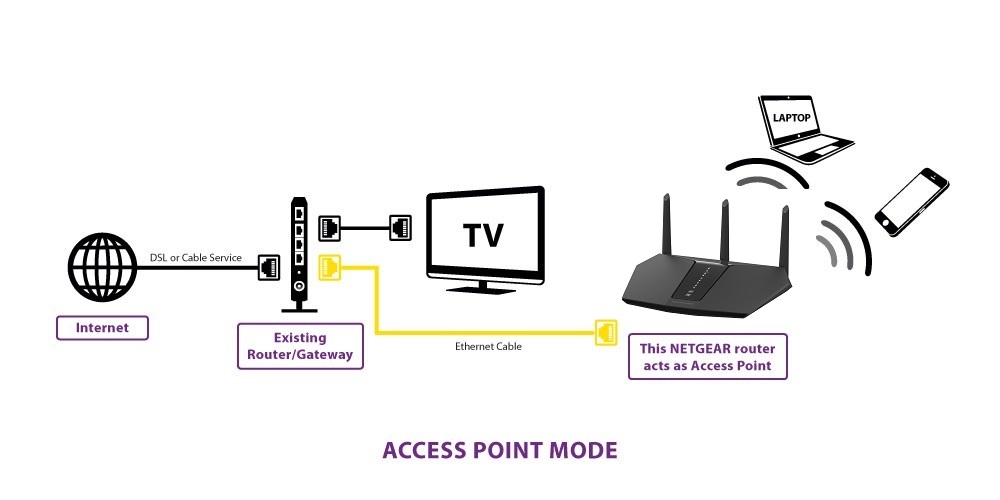 LAPTOP
TV
DSL or Cable Service
Internet
Existing
Router/Gateway
Ethernet Cable
This NETGEAR router
acts as Access Point
ACCESS POINT MODE